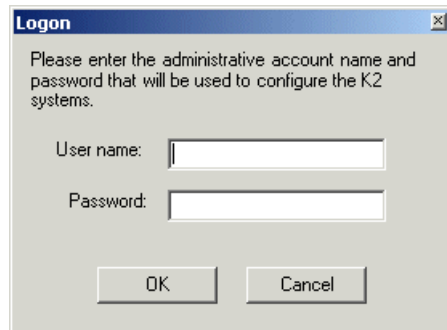 Logon
Please enter the administrative account name and
password that will be used to configure the K2
systems.
User name:
Password:
OK Cancel